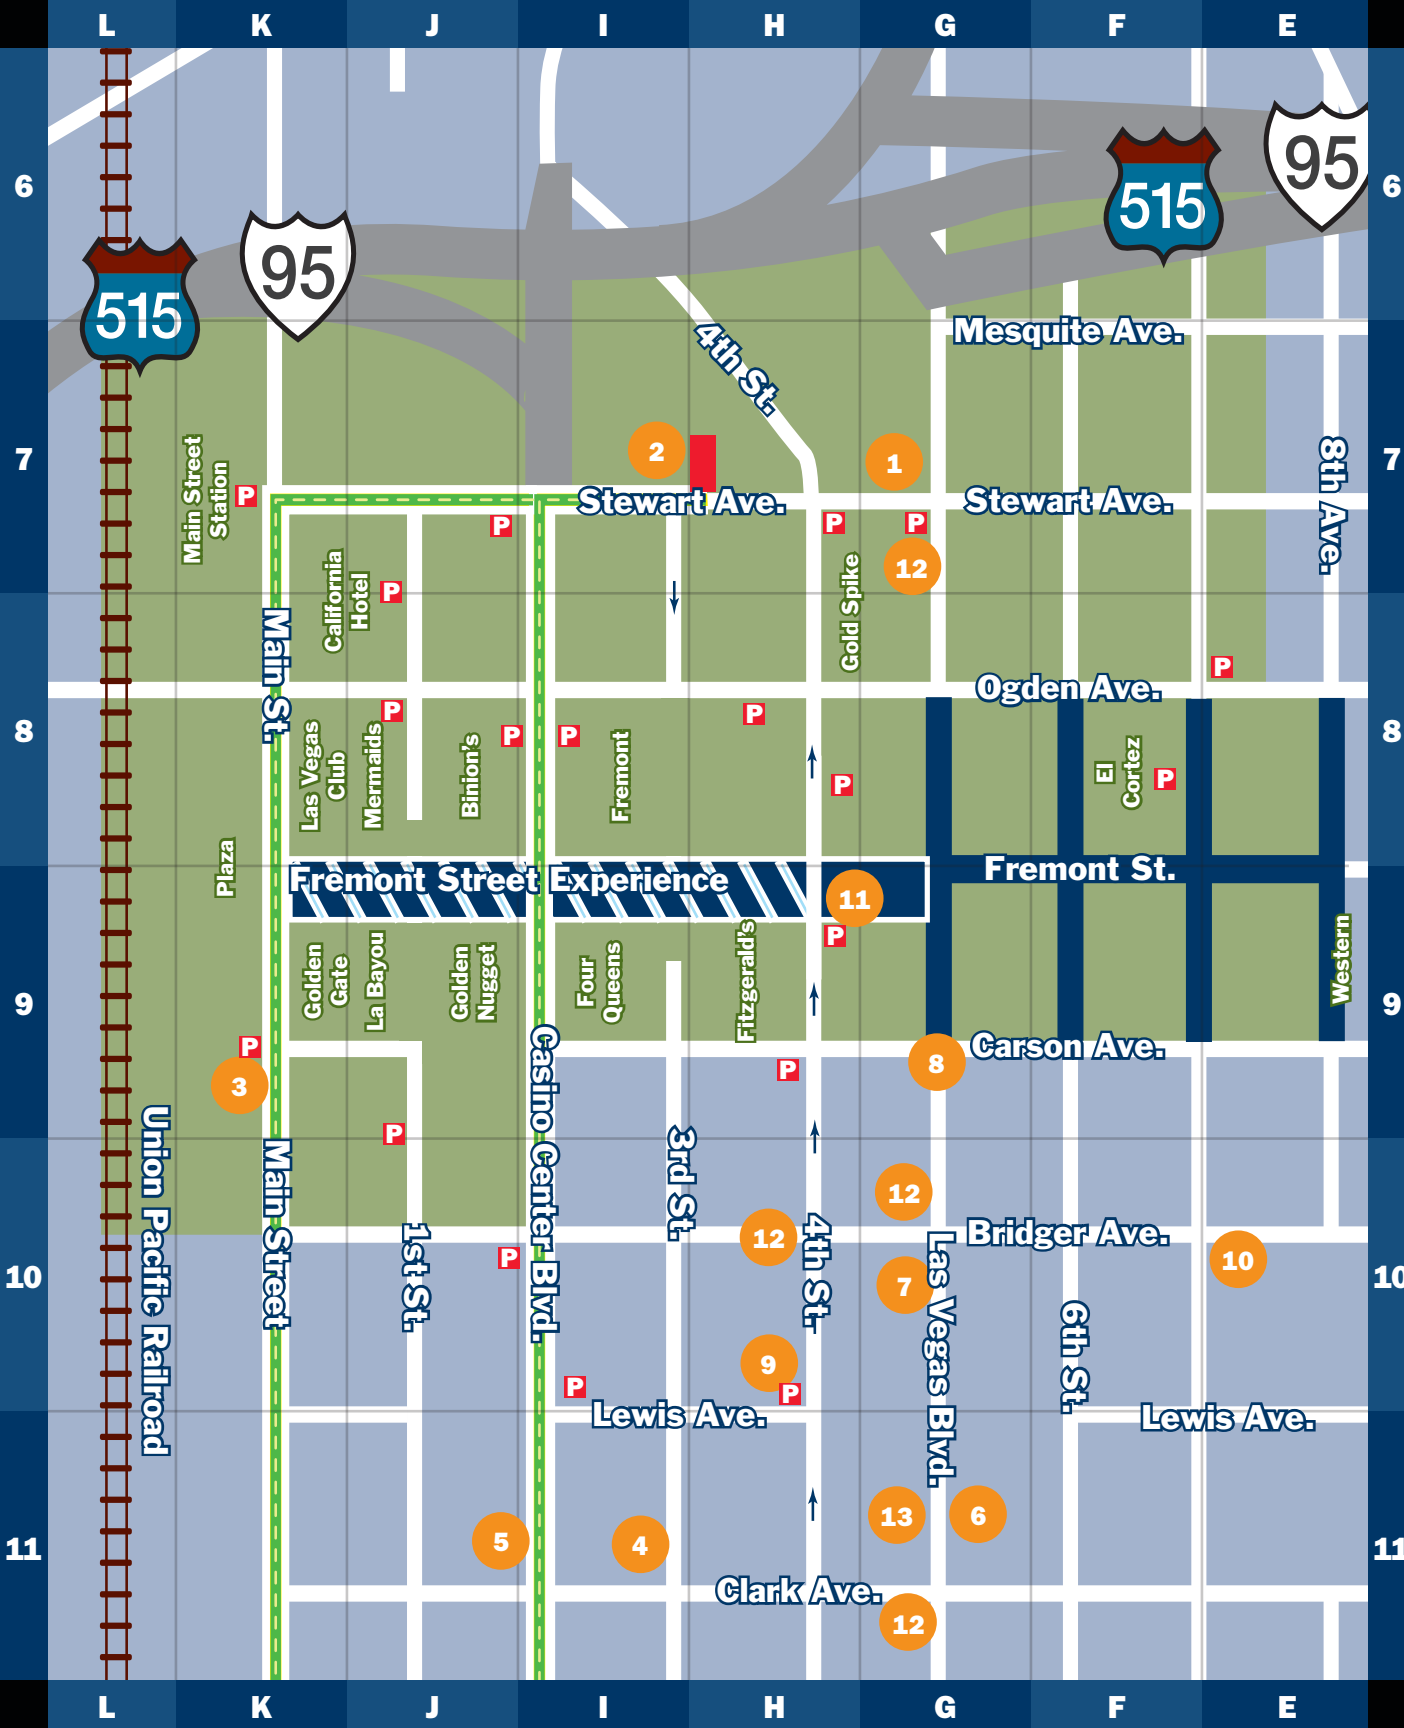 L K J I H G F E
6
95
515
6
515
95
Mesquite Ave.
4th St.
7
Main Street
Station
P
2
1
7
8th Ave.
Stewart Ave.
Stewart Ave.
P
P
P
12
California
Hotel
P
Gold Spike
Main St.
P
Ogden Ave.
8
Las Vegas
Club
P
Mermaids
Binion's
P
P
Fremont
P
P
El
Cortez
P
8
Plaza
Fremont Street Experience
11
Fremont St.
P
9
Golden
Gate
La Bayou
Golden
Nugget
Four
Queens
Fitzgerald's
Western
9
P
3
Casino Center Blvd.
P
8
Carson Ave.
Union Pacific Railroad
Main Street
P
3rd St.
12
12
4th St.
Bridger Ave.
10
1st St.
P
7
Las Vegas Blvd.
10
10
6th St.
9
P
P
Lewis Ave.
Lewis Ave.
11
5
4
13
6
11
Clark Ave.
12
L K J I H G F E